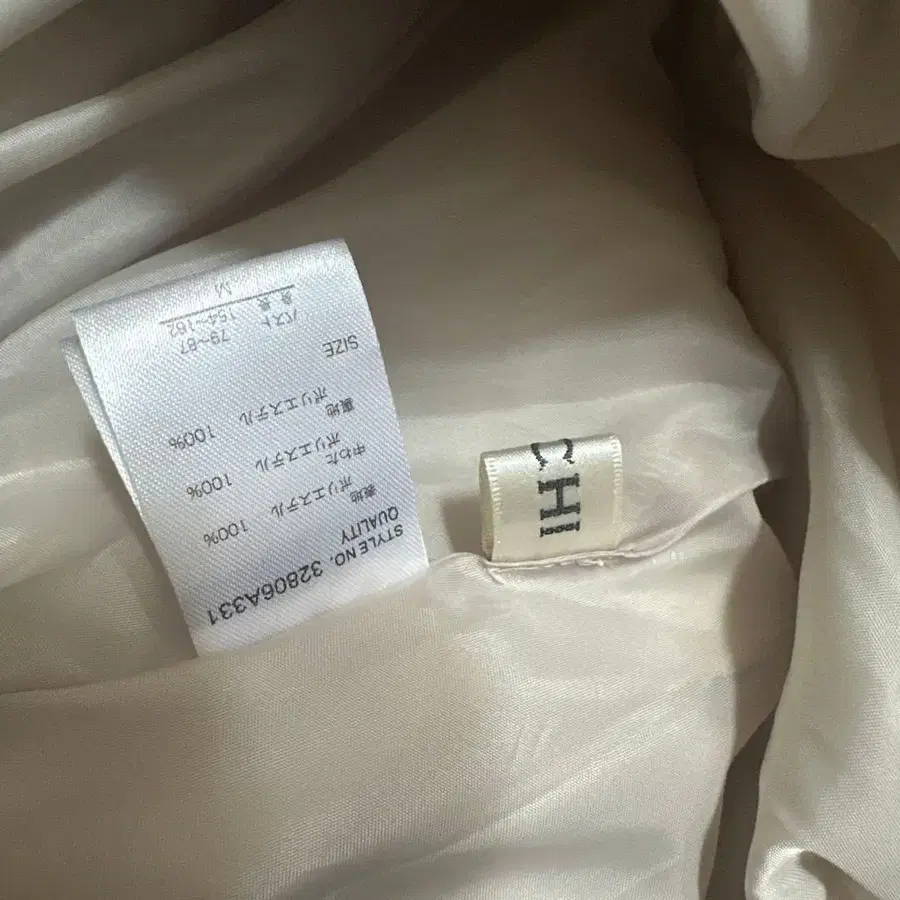 STYLE NO. 32806A331
QUALITY
表地 ポリエステル 100%
中わた ポリエステル 100%
裏地 ポリエステル 100%
SIZE
バスト 79~87
身長 154~162
M
CHI